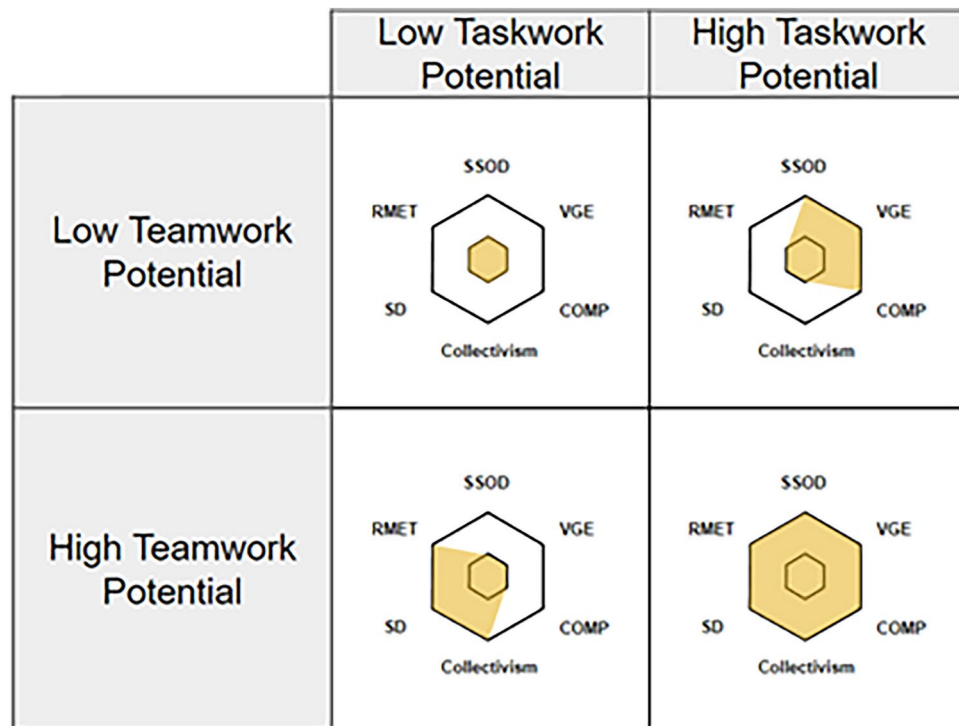 Low Taskwork
Potential
High Taskwork
Potential
Low Teamwork
Potential
SSOD
RMET
VGE
SD
COMP
Collectivism
SSOD
RMET
VGE
SD
COMP
Collectivism
High Teamwork
Potential
SSOD
RMET
VGE
SD
COMP
Collectivism
SSOD
RMET
VGE
SD
COMP
Collectivism